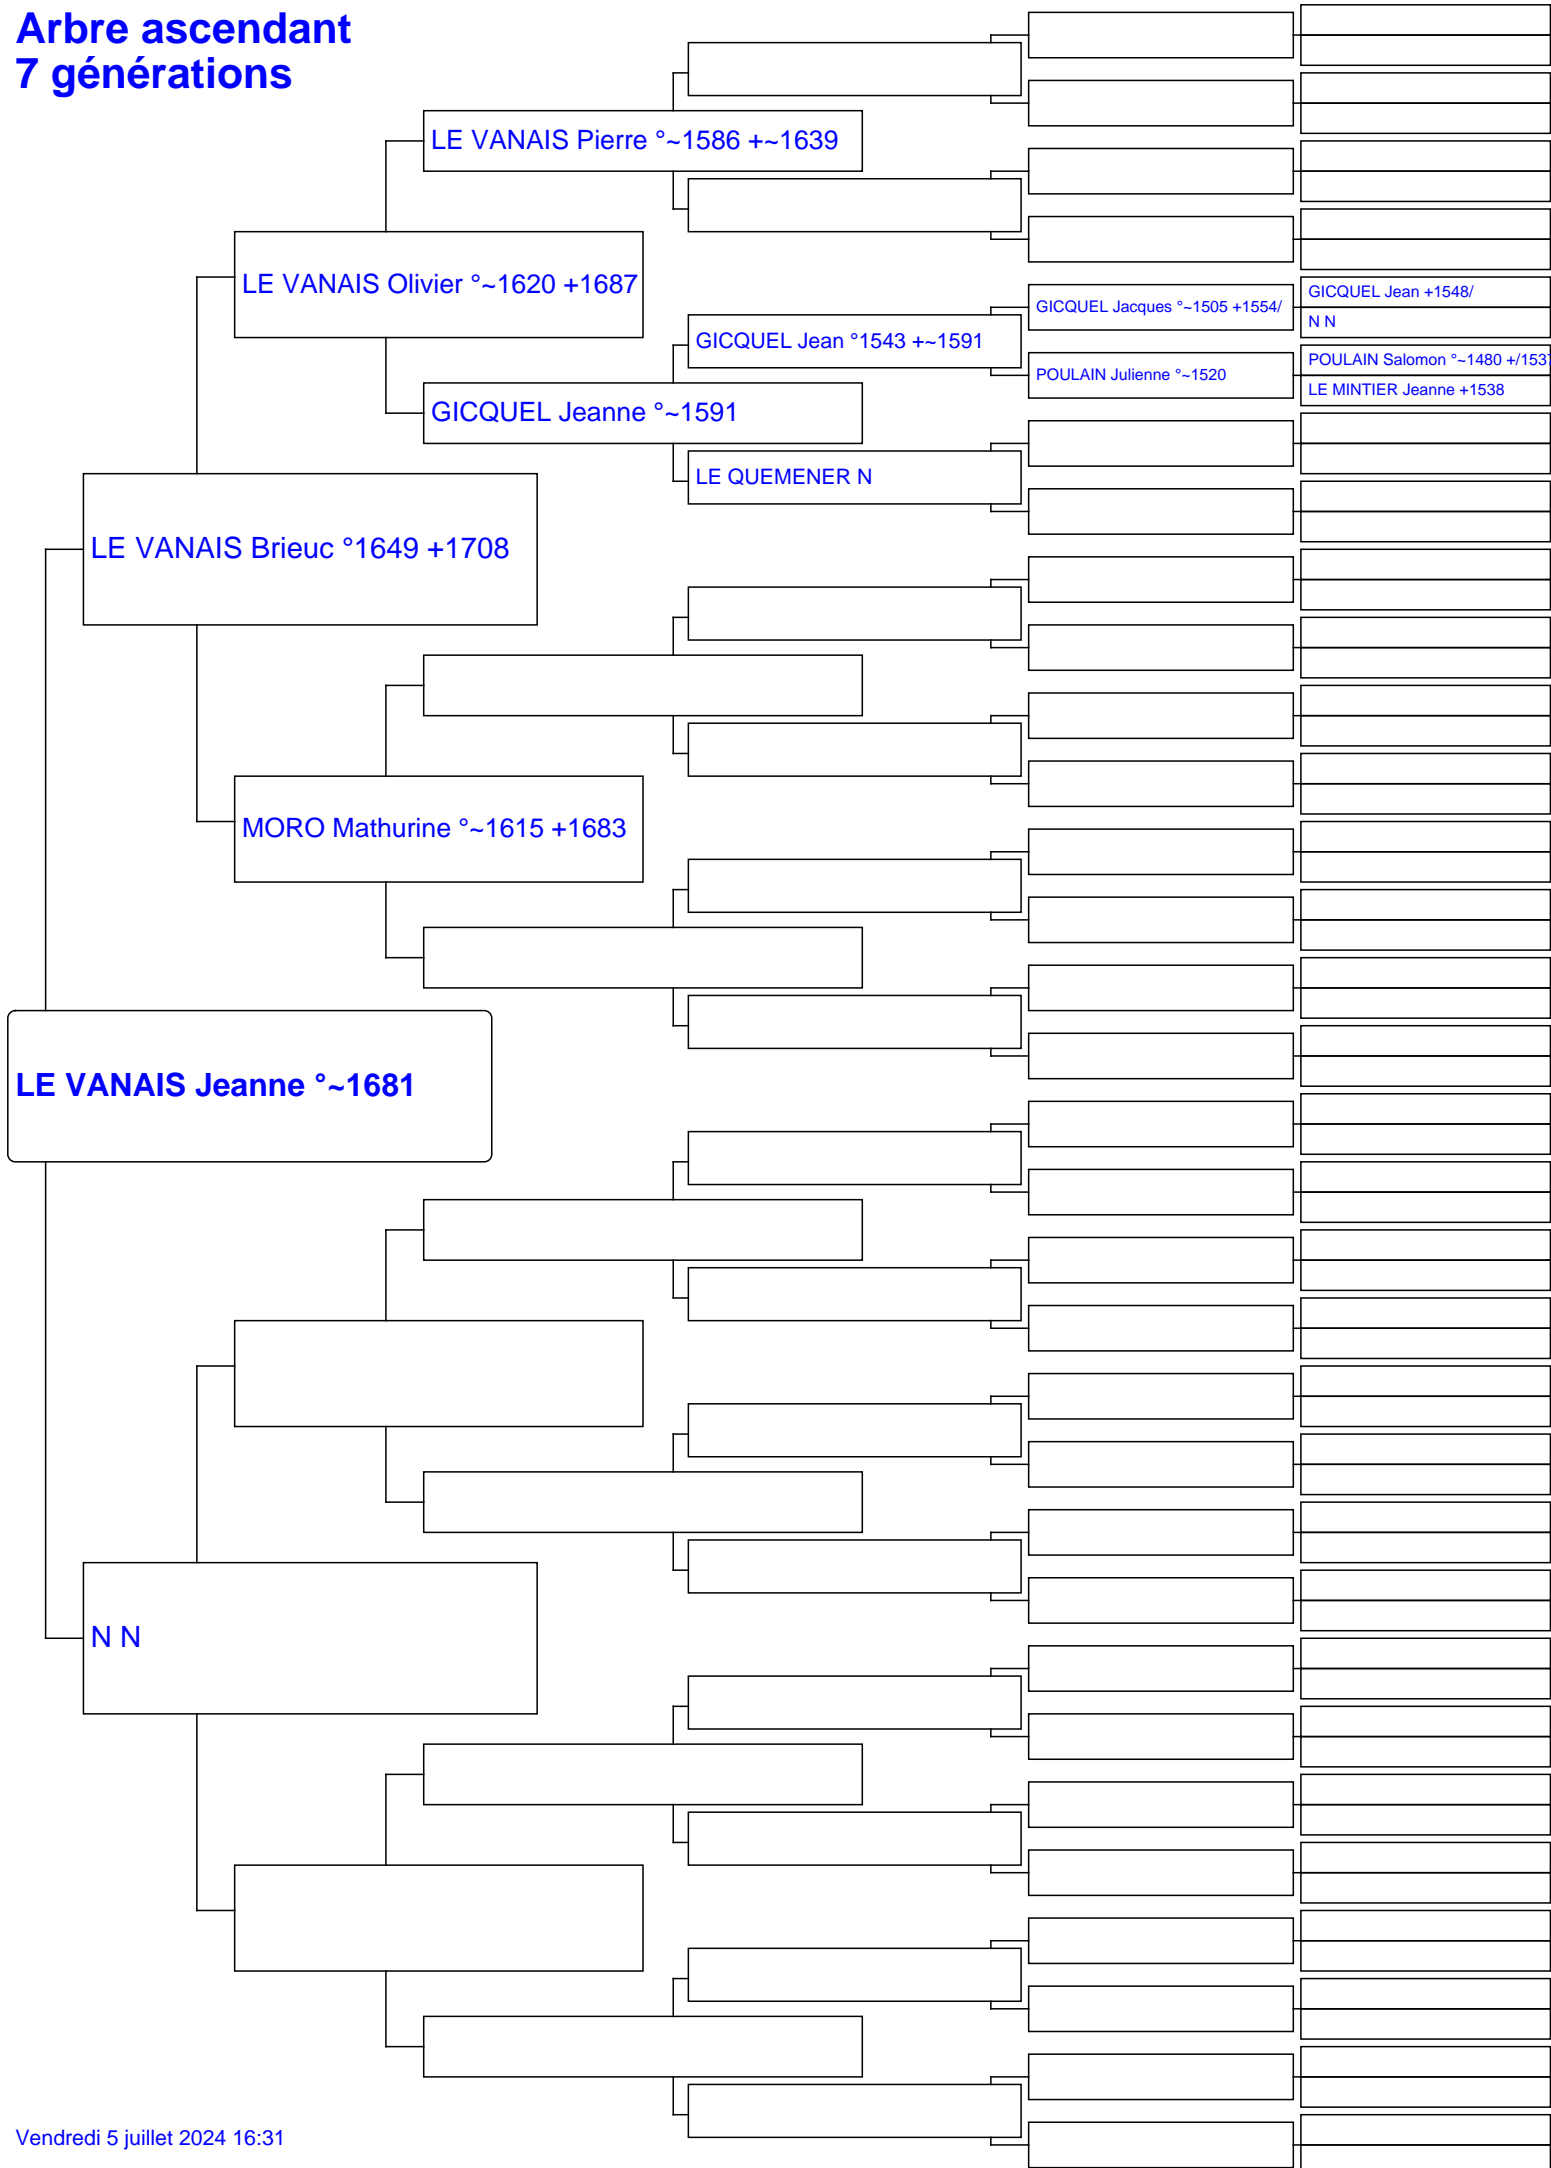 Arbre ascendant
7 générations
LE VANAIS Pierre °~1586 +~1639
LE VANAIS Olivier °~1620 +1687
GICQUEL Jean +1548/
GICQUEL Jacques °~1505 +1554/
N N
GICQUEL Jean °1543 +~1591
POULAIN Salomon °~1480 +/1537
POULAIN Julienne °~1520
LE MINTIER Jeanne +1538
GICQUEL Jeanne °~1591
LE QUEMENER N
LE VANAIS Brieuc °1649 +1708
MORO Mathurine °~1615 +1683
LE VANAIS Jeanne °~1681
N N
Vendredi 5 juillet 2024 16:31